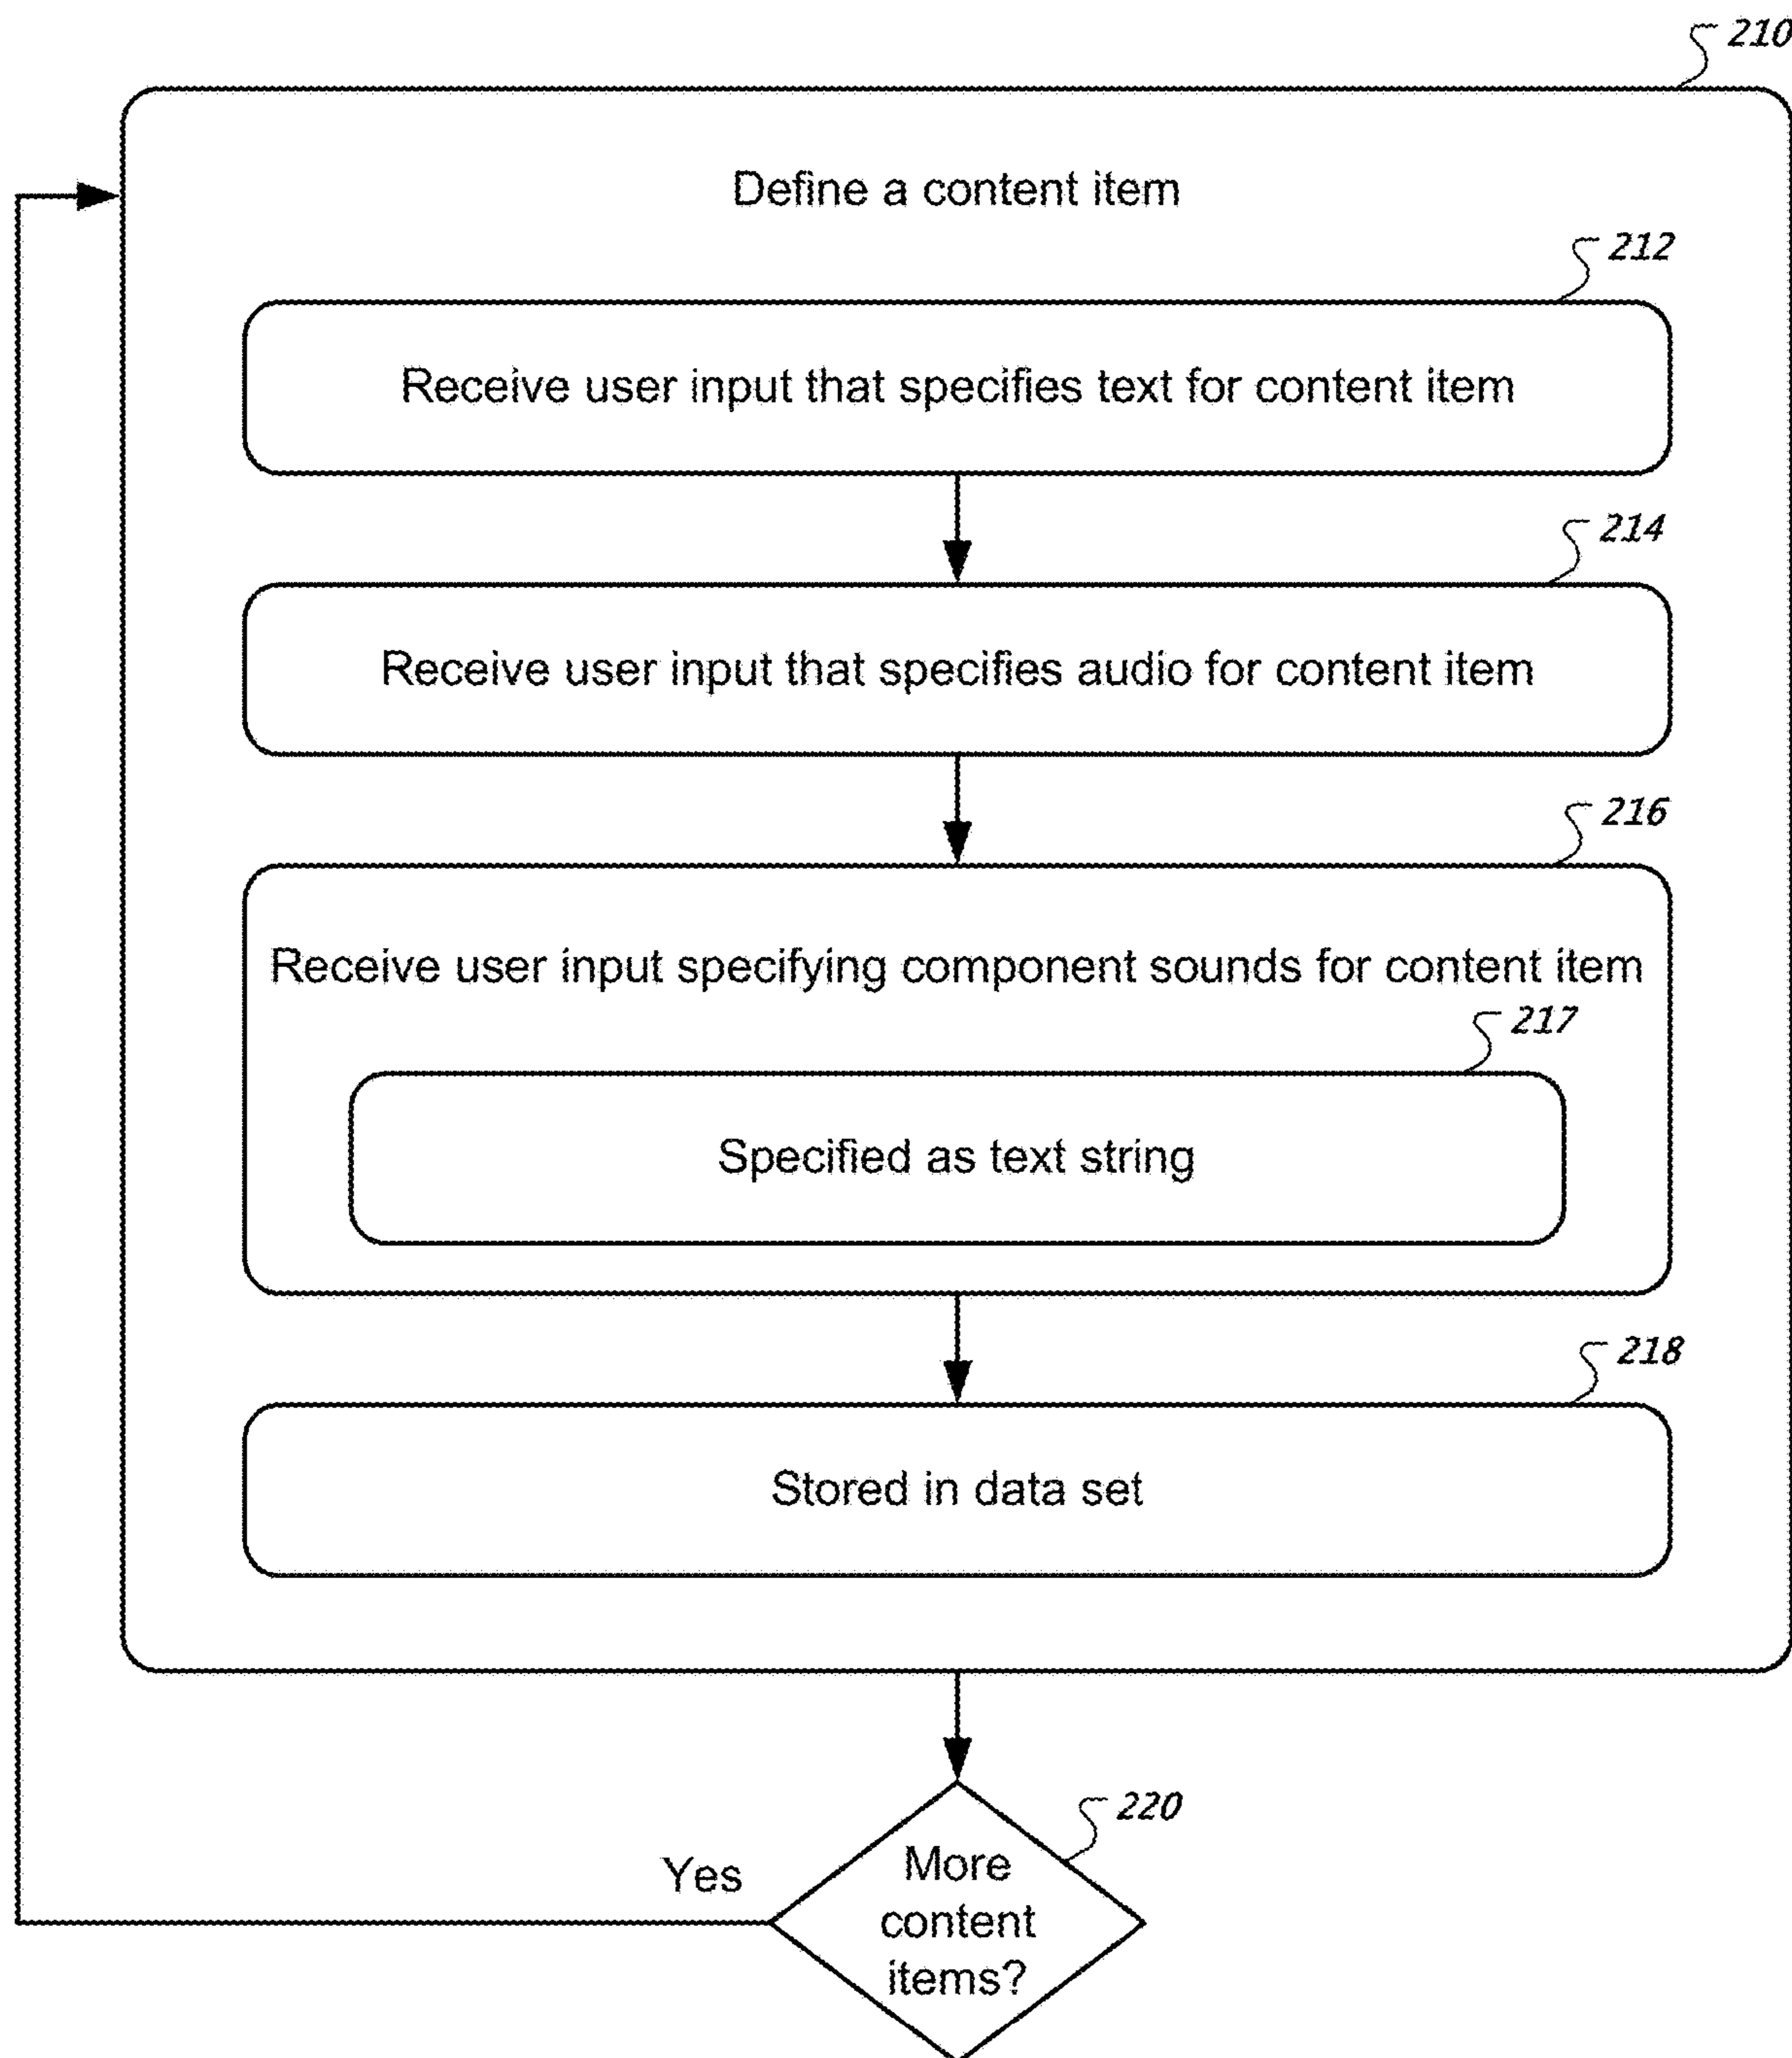 210
Define a content item
212
Receive user input that specifies text for content item
214
Receive user input that specifies audio for content item
216
Receive user input specifying component sounds for content item
217
Specified as text string
218
Stored in data set
220
Yes
More
content
items?